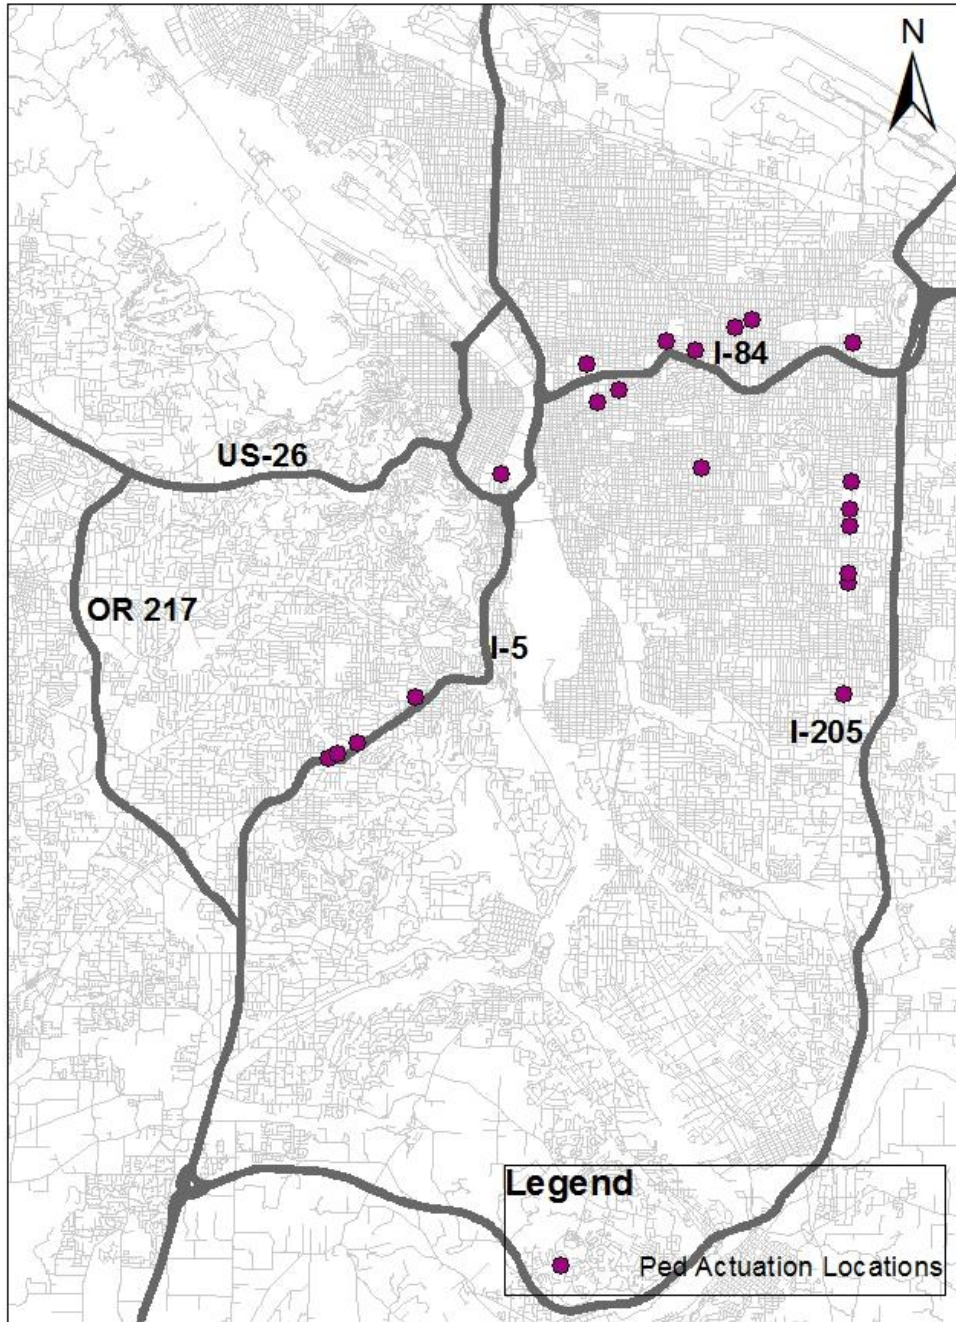 N
I-84
US-26
OR 217
I-5
I-205
Legend
Ped Actuation Locations